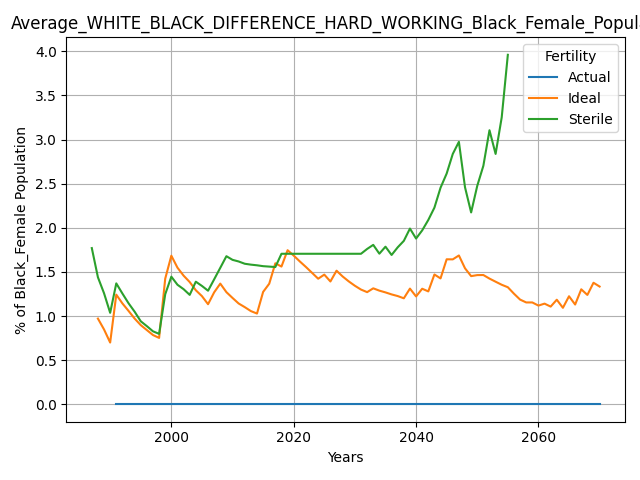 Average_WHITE_BLACK_DIFFERENCE_HARD_WORKING_Black_Female_Popul
Fertility
Actual
Ideal
Sterile
% of Black_Female Population
4.0
3.5
3.0
2.5
2.0
1.5
1.0
0.5
0.0
2000 2020 2040 2060
Years